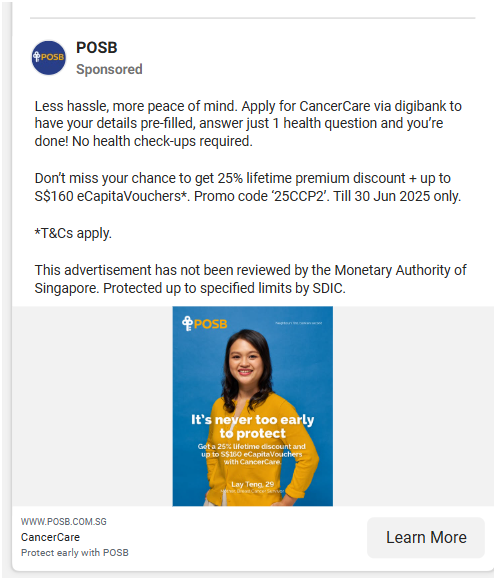 POSB
POSB
Sponsored
Less hassle, more peace of mind. Apply for CancerCare via digibank to
have your details pre-filled, answer just 1 health question and you're
done! No health check-ups required.
Don't miss your chance to get 25% lifetime premium discount + up to
S$160 eCapitaVouchers*. Promo code '25CCP2'. Till 30 Jun 2025 only.
*T&Cs apply.
This advertisement has not been reviewed by the Monetary Authority of
Singapore. Protected up to specified limits by SDIC.
POSB
It's never too early
to protect
Get a 25% lifetime discount and
up to S$160 eCapitaVouchers
with CancerCare.
Lay Teng, 29
WWW.POSB.COM.SG
CancerCare
Protect early with POSB
Learn More